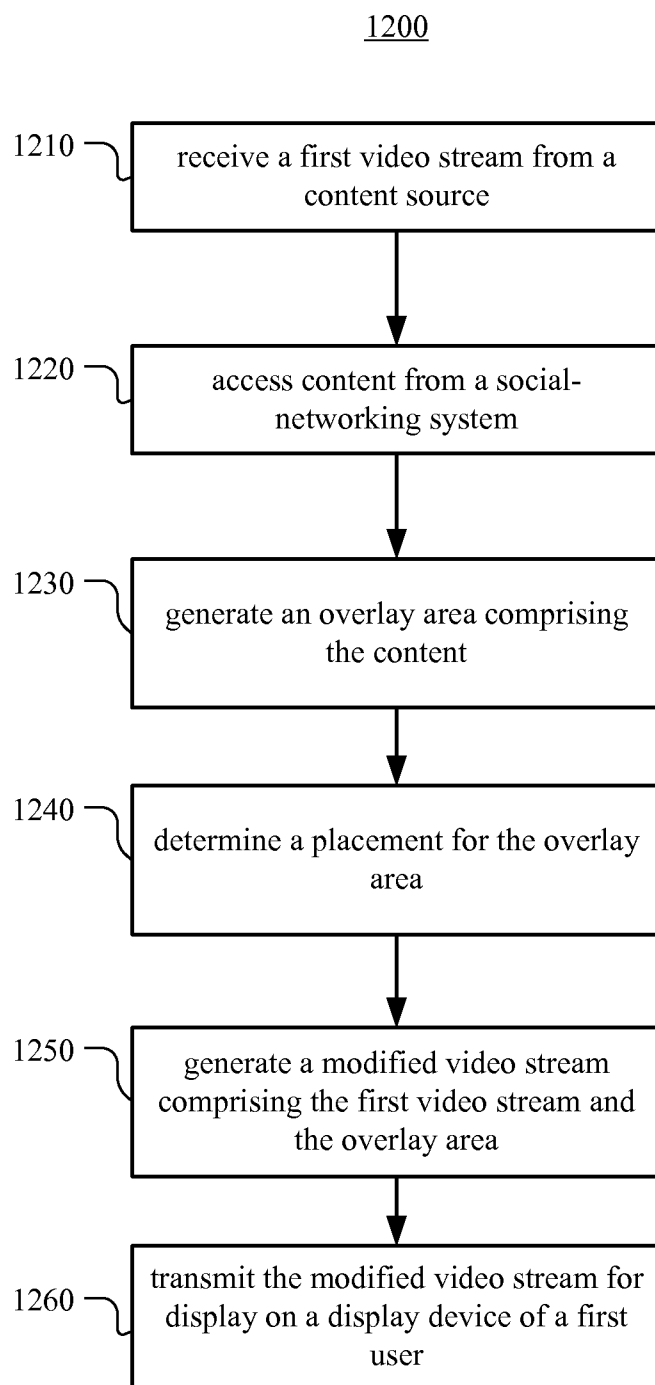 1200
1210
receive a first video stream from a
content source
1220
access content from a social-
networking system
1230
generate an overlay area comprising
the content
1240
determine a placement for the overlay
area
1250
generate a modified video stream
comprising the first video stream and
the overlay area
1260
transmit the modified video stream for
display on a display device of a first
user